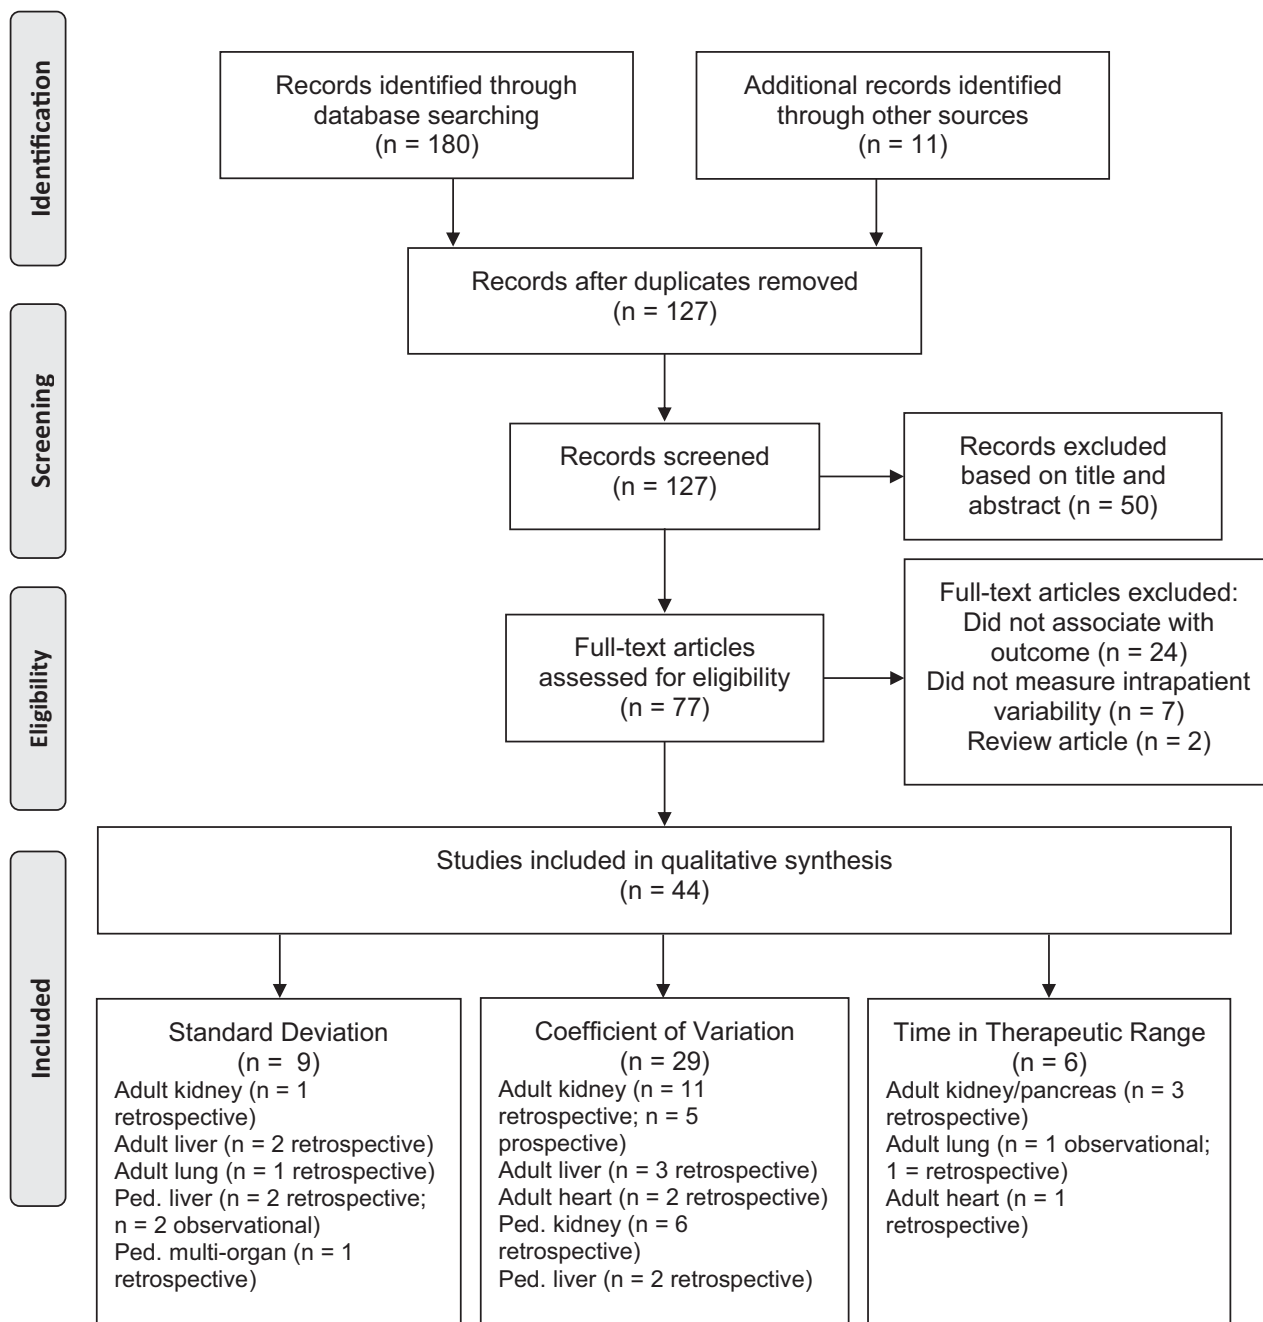 Identification
Records identified through
database searching
(n = 180)
Additional records identified
through other sources
(n = 11)
Records after duplicates removed
(n = 127)
Screening
Records screened
(n = 127)
Records excluded
based on title and
abstract (n = 50)
Eligibility
Full-text articles
assessed for eligibility
(n = 77)
Full-text articles excluded:
Did not associate with
outcome (n = 24)
Did not measure intrapatient
variability (n = 7)
Review article (n = 2)
Included
Studies included in qualitative synthesis
(n = 44)
Standard Deviation
(n = 9)
Adult kidney (n = 1
retrospective)
Adult liver (n = 2 retrospective)
Adult lung (n = 1 retrospective)
Ped. liver (n = 2 retrospective;
n = 2 observational)
Ped. multi-organ (n = 1
retrospective)
Coefficient of Variation
(n = 29)
Adult kidney (n = 11
retrospective; n = 5
prospective)
Adult liver (n = 3 retrospective)
Adult heart (n = 2 retrospective)
Ped. kidney (n = 6
retrospective)
Ped. liver (n = 2 retrospective)
Time in Therapeutic Range
(n = 6)
Adult kidney/pancreas (n = 3
retrospective)
Adult lung (n = 1 observational;
1 = retrospective)
Adult heart (n = 1
retrospective)